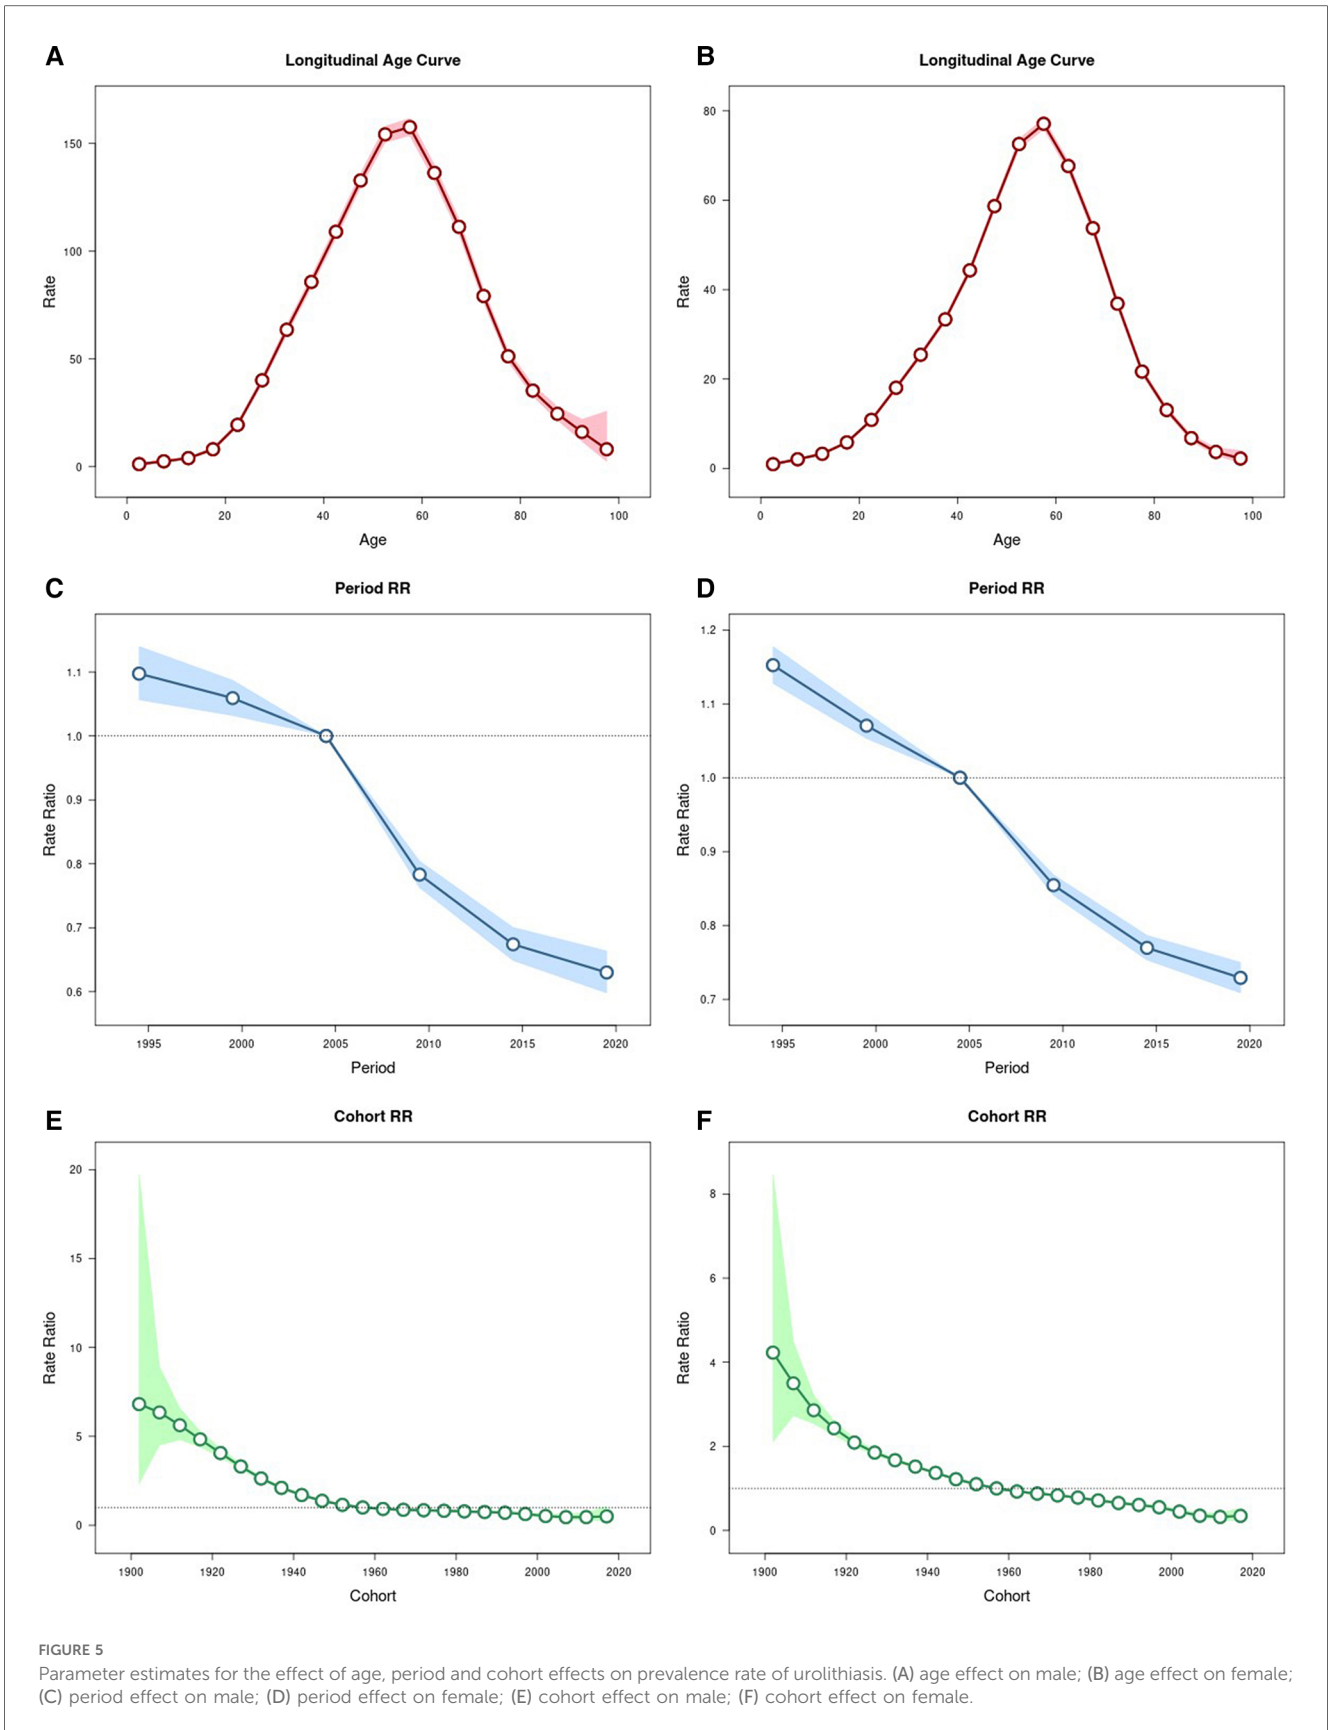 A
Longitudinal Age Curve
Rate
150
100
50
0
0 20 40 60 80 100
Age
B
Longitudinal Age Curve
Rate
80
60
40
20
0
0 20 40 60 80 100
Age
C
Period RR
Rate Ratio
1.1
1.0
0.9
0.8
0.7
0.6
1995 2000 2005 2010 2015 2020
Period
D
Period RR
Rate Ratio
1.2
1.1
1.0
0.9
0.8
0.7
1995 2000 2005 2010 2015 2020
Period
E
Cohort RR
Rate Ratio
20
15
10
5
0
1900 1920 1940 1960 1980 2000 2020
Cohort
F
Cohort RR
Rate Ratio
8
6
4
2
0
1900 1920 1940 1960 1980 2000 2020
Cohort
FIGURE 5
Parameter estimates for the effect of age, period and cohort effects on prevalence rate of urolithiasis. (A) age effect on male; (B) age effect on female;
(C) period effect on male; (D) period effect on female; (E) cohort effect on male; (F) cohort effect on female.